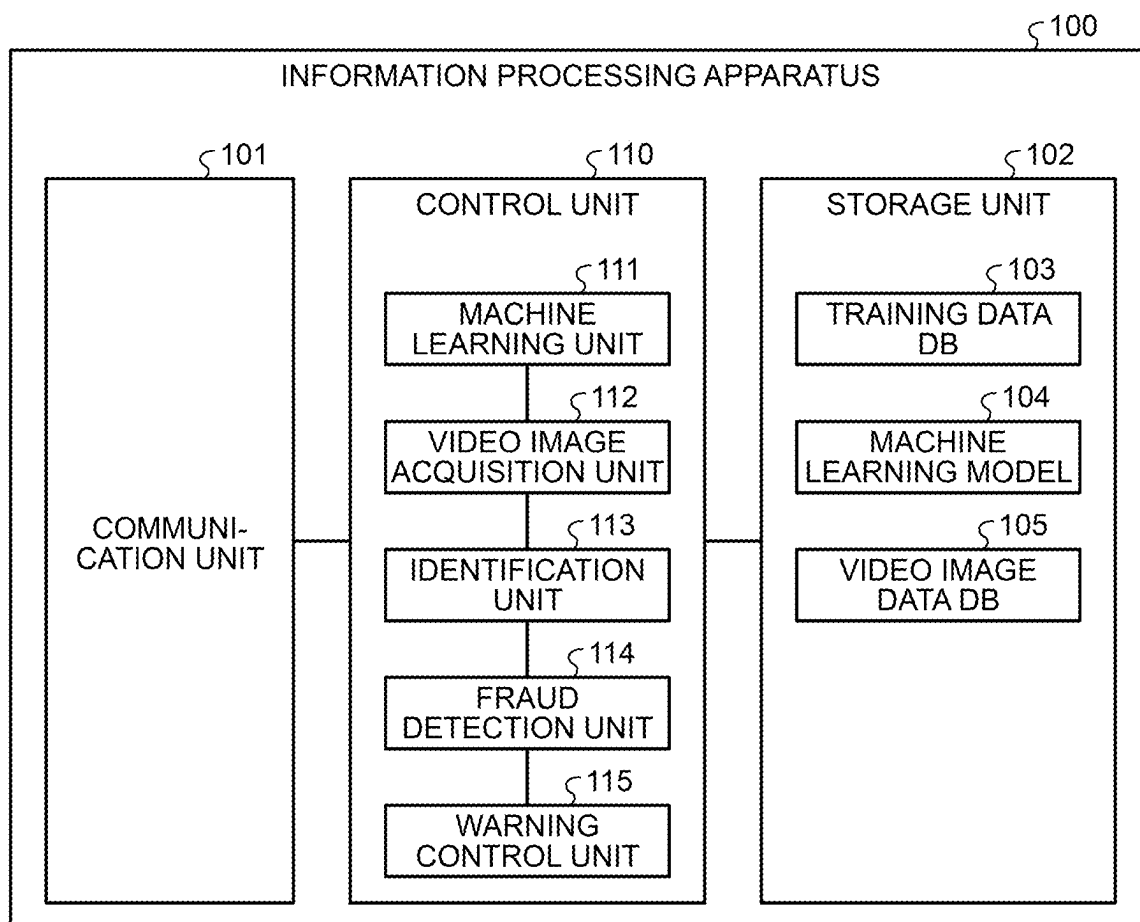 100
INFORMATION PROCESSING APPARATUS
101
COMMUNI-
CATION UNIT
110
CONTROL UNIT
111
MACHINE
LEARNING UNIT
112
VIDEO IMAGE
ACQUISITION UNIT
113
IDENTIFICATION
UNIT
114
FRAUD
DETECTION UNIT
115
WARNING
CONTROL UNIT
102
STORAGE UNIT
103
TRAINING DATA
DB
104
MACHINE
LEARNING MODEL
105
VIDEO IMAGE
DATA DB